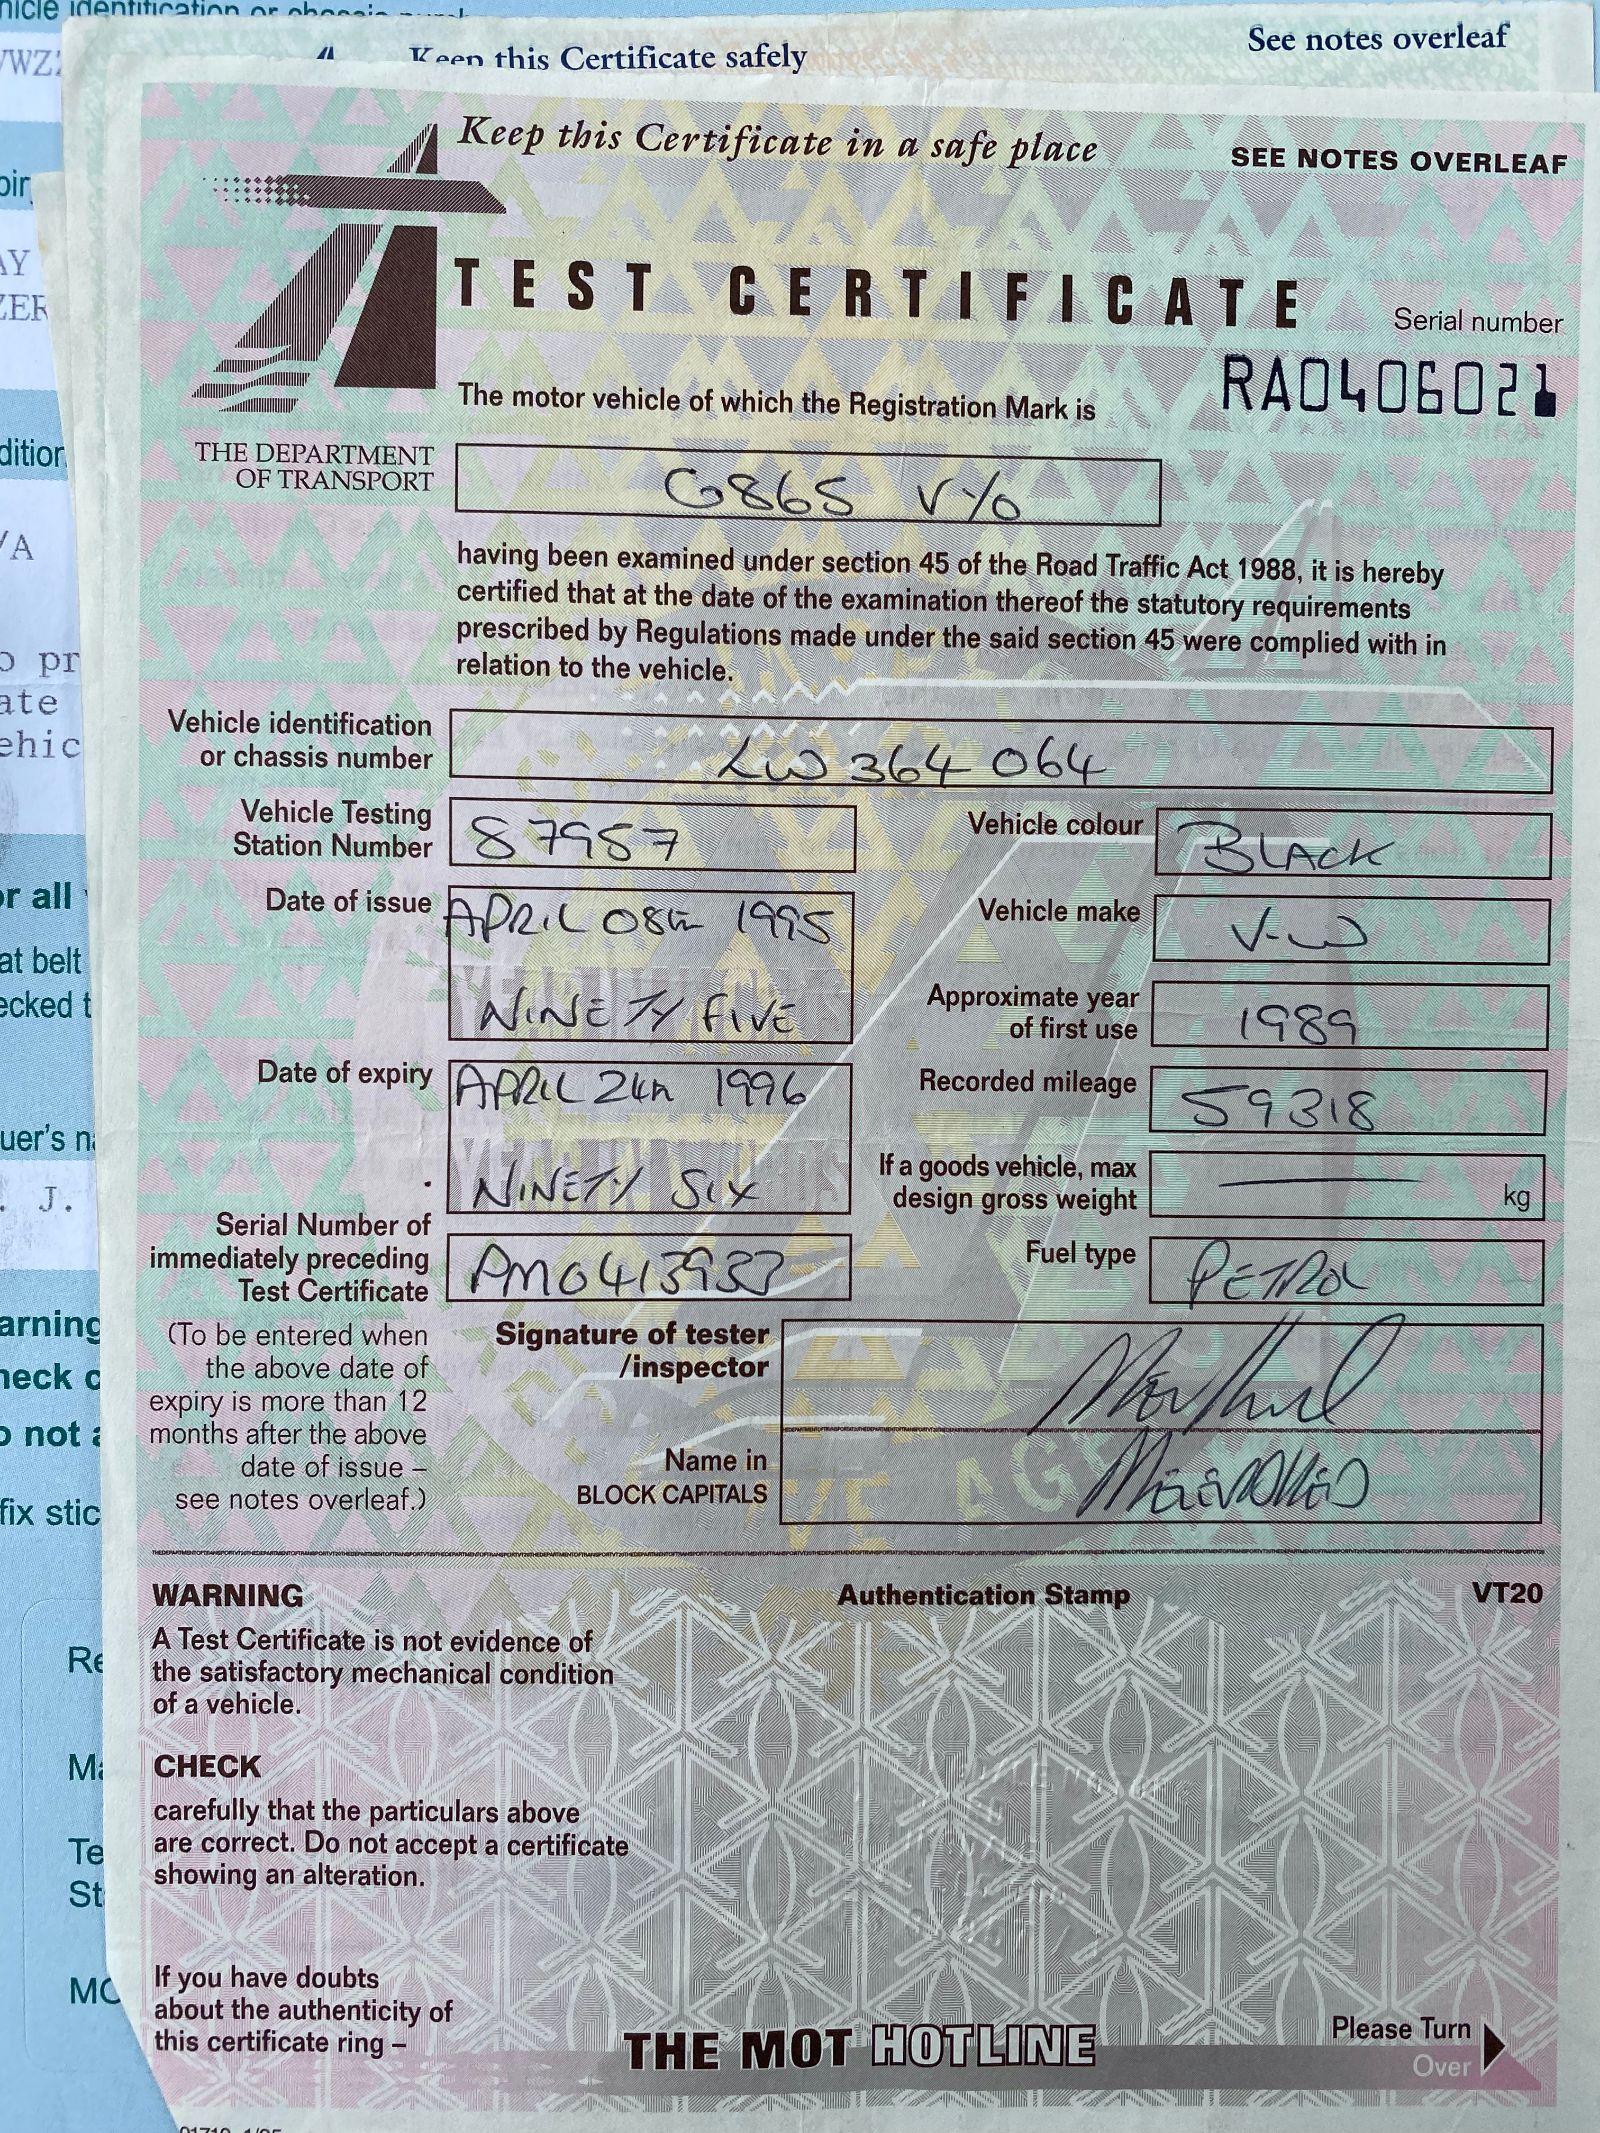 Keep this Certificate safely
See notes overleaf
Keep this Certificate in a safe place
SEE NOTES OVERLEAF
TEST CERTIFICATE
Serial number
RA0406021
The motor vehicle of which the Registration Mark is
THE DEPARTMENT
OF TRANSPORT
G865 VYO
having been examined under section 45 of the Road Traffic Act 1988, it is hereby
certified that at the date of the examination thereof the statutory requirements
prescribed by Regulations made under the said section 45 were complied with in
relation to the vehicle.
Vehicle identification
or chassis number
LW364 064
Vehicle Testing
Station Number
87987
Vehicle colour
BLACK
Date of issue
APRIL 08th 1995
NINETY FIVE
Vehicle make
V-W
Approximate year
of first use
1989
Date of expiry
APRIL 24th 1996
NINETY SIX
Recorded mileage
59318
If a goods vehicle, max
design gross weight
kg
Serial Number of
immediately preceding
Test Certificate
PM0413937
Fuel type
PETROL
(To be entered when
the above date of
expiry is more than 12
months after the above
date of issue –
see notes overleaf.)
Signature of tester
/inspector
Name in
BLOCK CAPITALS
WARNING
Authentication Stamp
VT20
A Test Certificate is not evidence of
the satisfactory mechanical condition
of a vehicle.
CHECK
carefully that the particulars above
are correct. Do not accept a certificate
showing an alteration.
If you have doubts
about the authenticity of
this certificate ring –
THE MOT HOTLINE
Please Turn
Over